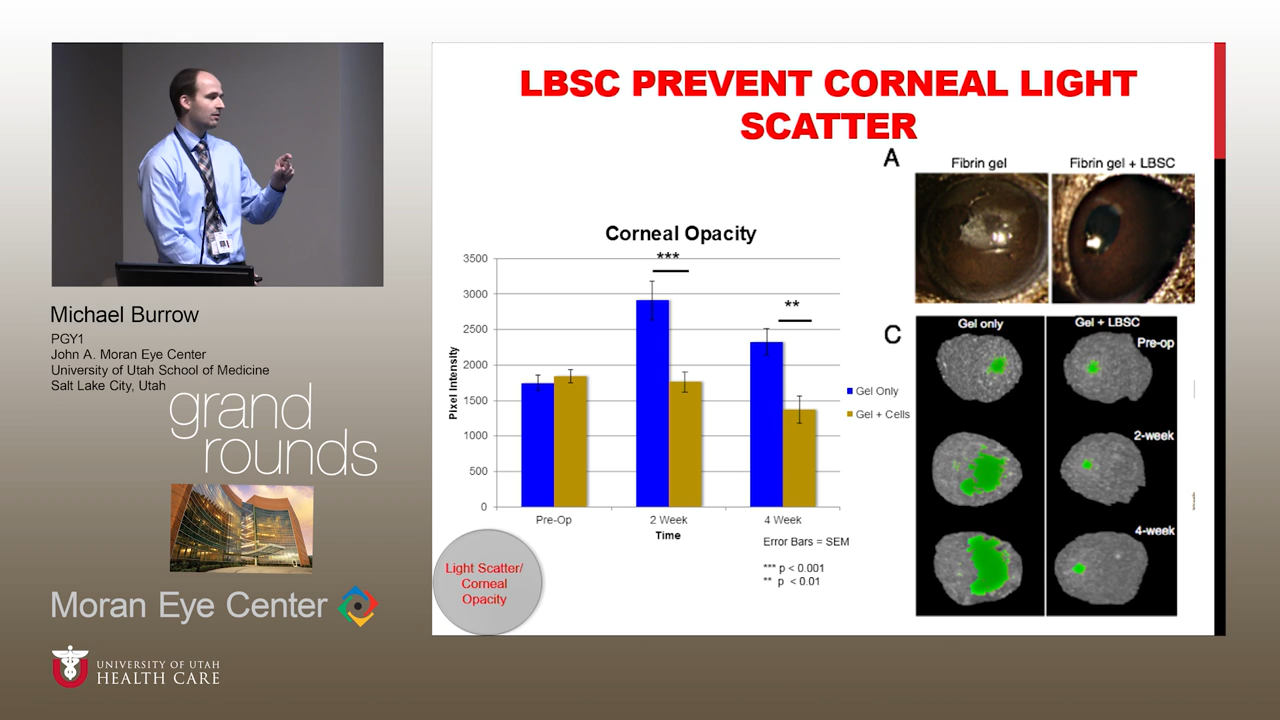 Michael Burrow
PGY1
John A. Moran Eye Center
University of Utah School of Medicine
Salt Lake City, Utah
grand
rounds
Moran Eye Center
UNIVERSITY OF UTAH
HEALTH CARE
LBSC PREVENT CORNEAL LIGHT
SCATTER
A
Fibrin gel
Fibrin gel + LBSC
Corneal Opacity
3500
3000
2500
2000
1500
1000
500
0
Pixel Intensity
***
**
Pre-Op
2 Week
4 Week
Time
Gel Only
Gel + Cells
Error Bars = SEM
*** p < 0.001
** p < 0.01
Light Scatter/
Corneal
Opacity
C
Gel only
Gel + LBSC
Pre-op
2-week
4-week